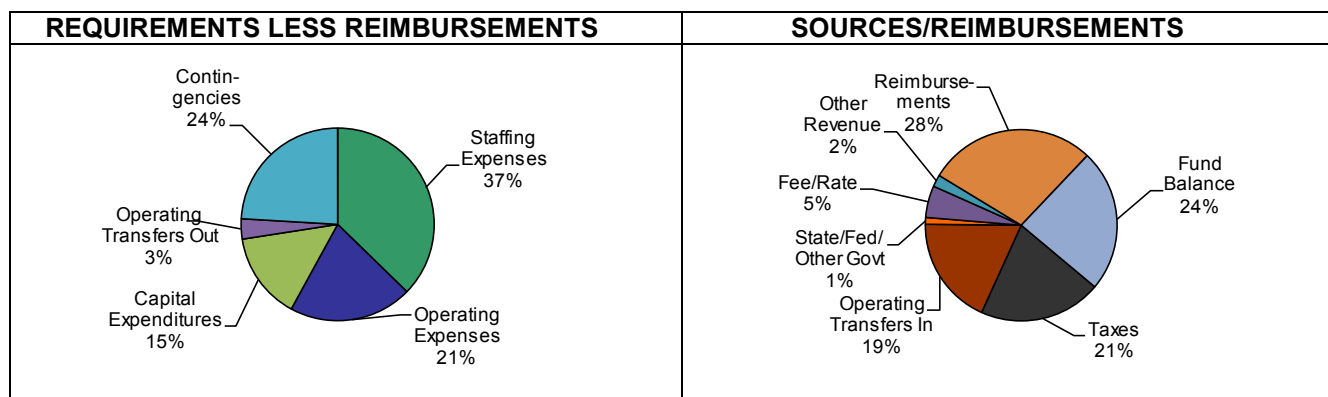 REQUIREMENTS LESS REIMBURSEMENTS
Contin-
gencies
24%
Staffing
Expenses
37%
Operating
Transfers Out
3%
Capital
Expenditures
15%
Operating
Expenses
21%
SOURCES/REIMBURSEMENTS
Reimburse-
ments
28%
Other
Revenue
2%
Fund
Balance
24%
Fee/Rate
5%
State/Fed/
Other Govt
1%
Operating
Transfers In
19%
Taxes
21%